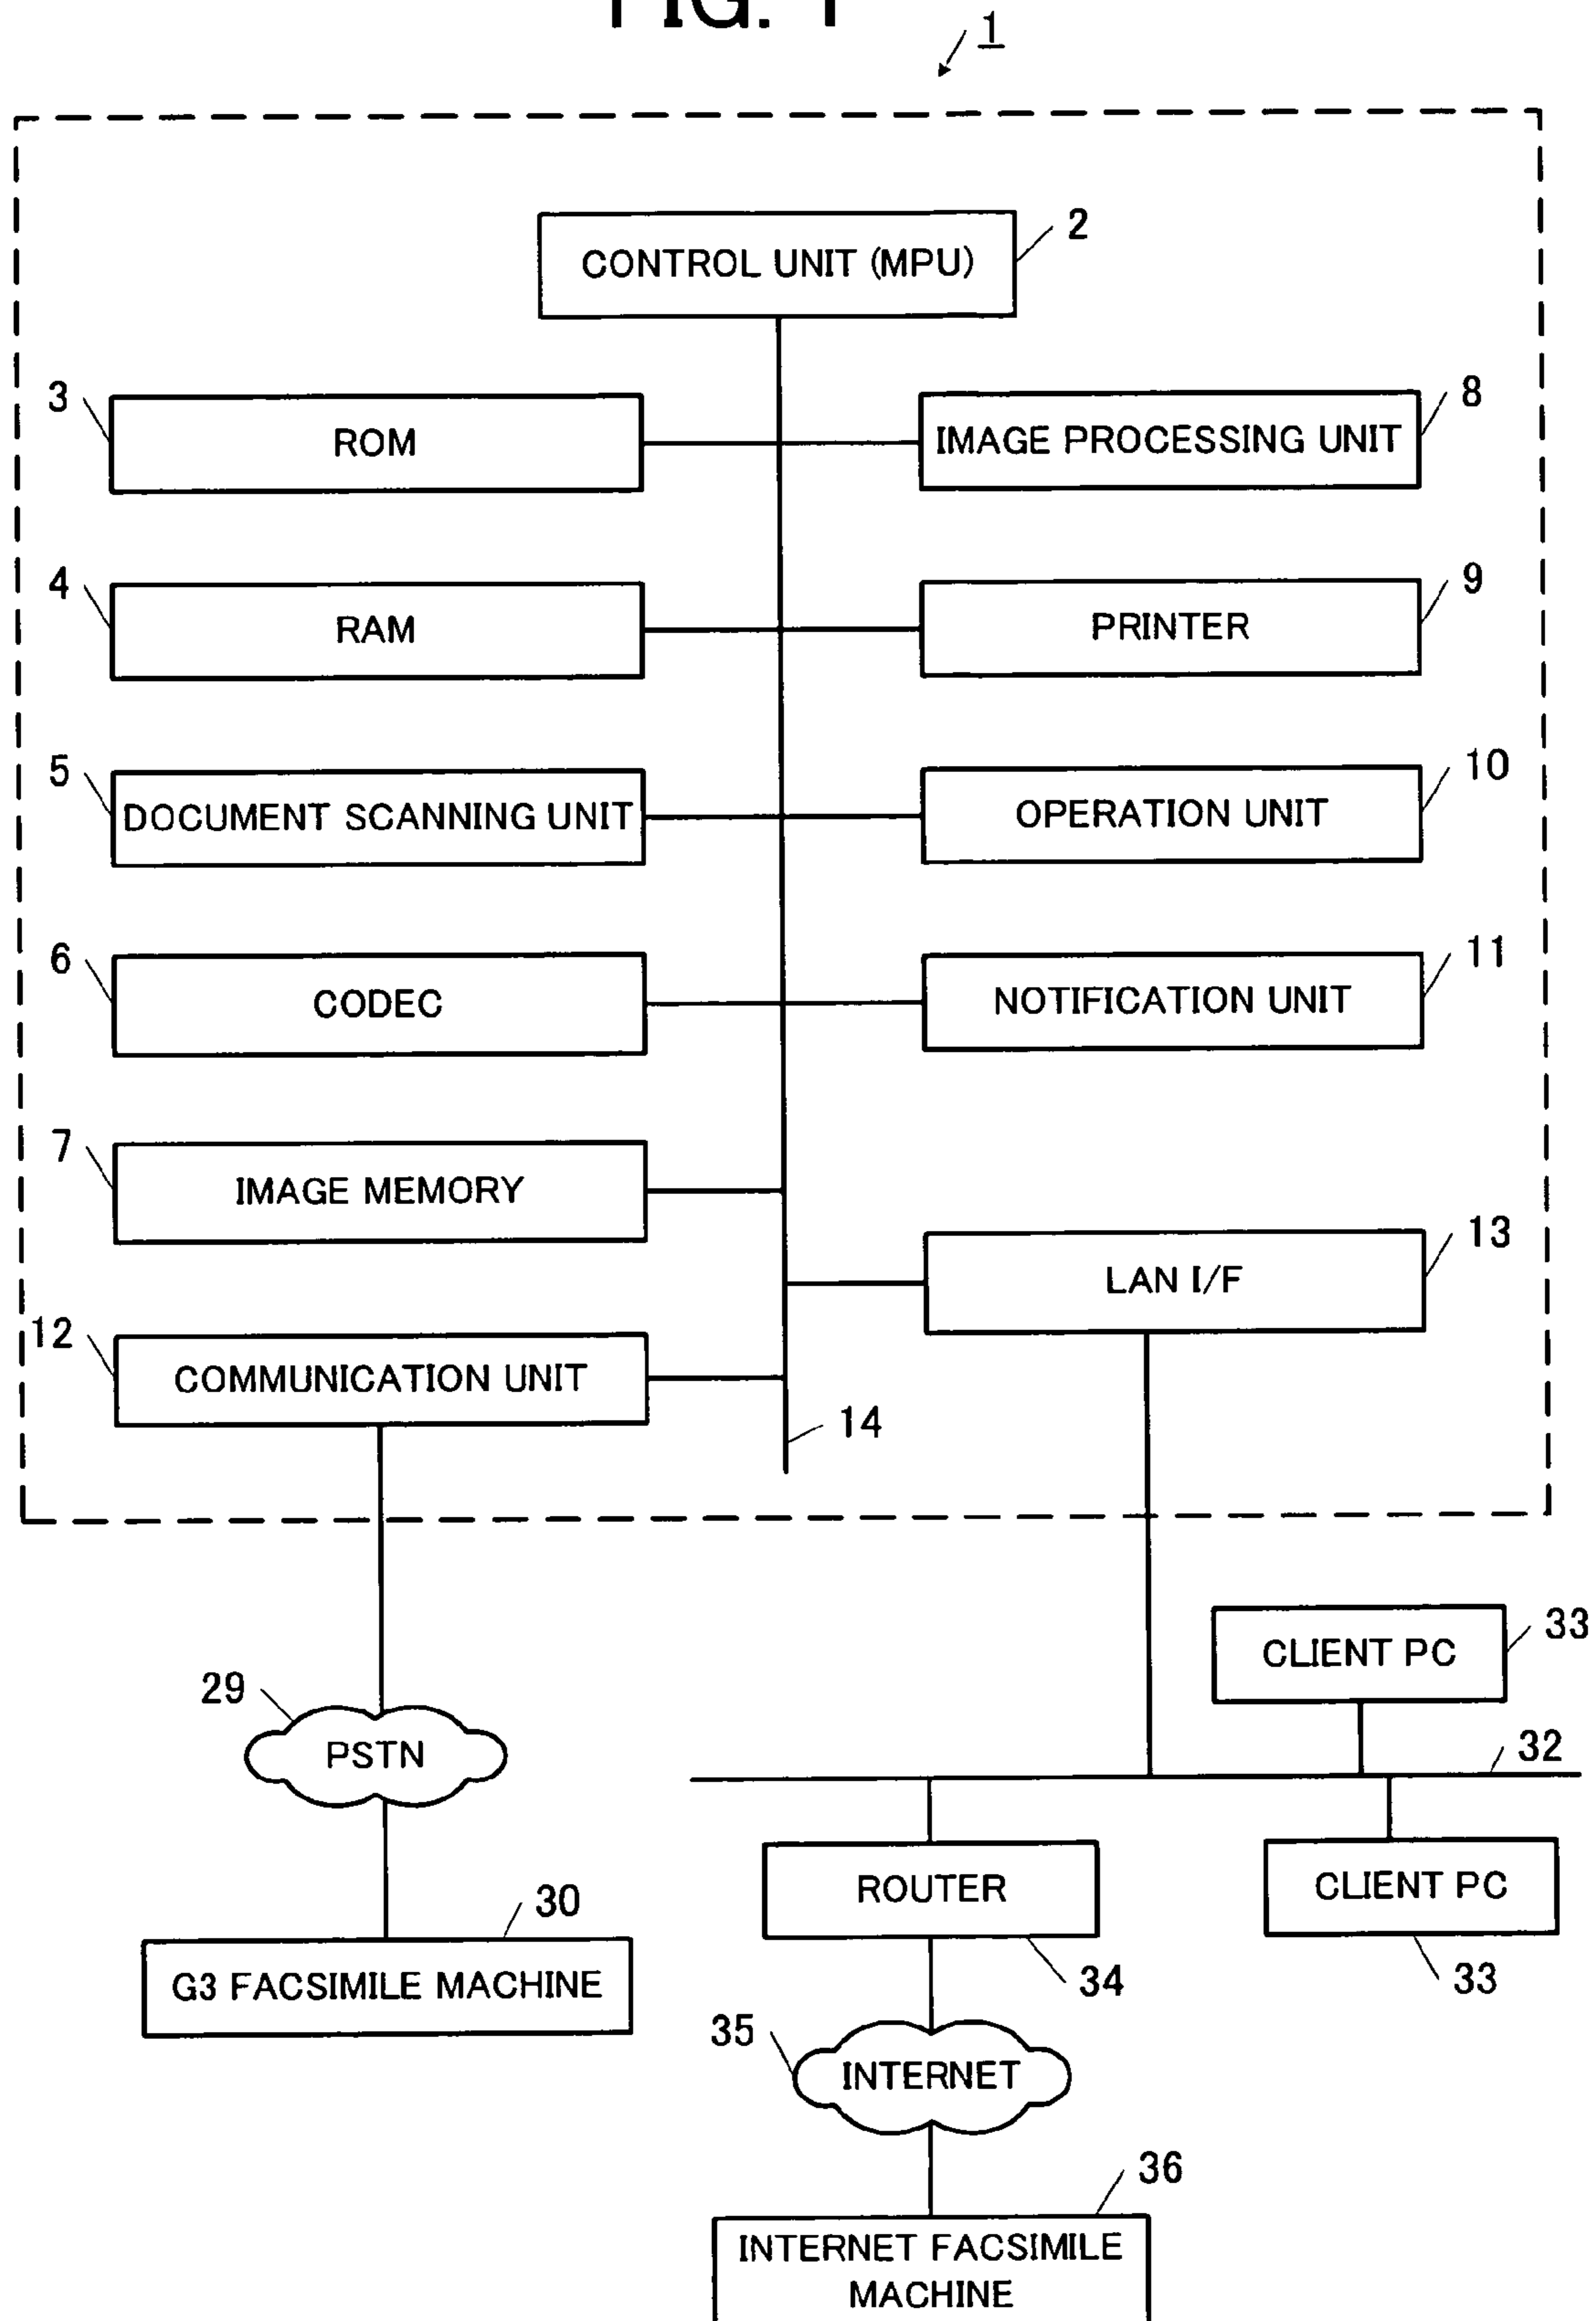 FIG. 1
1
CONTROL UNIT (MPU)
2
3
ROM
IMAGE PROCESSING UNIT
8
4
RAM
PRINTER
9
5
DOCUMENT SCANNING UNIT
OPERATION UNIT
10
6
CODEC
NOTIFICATION UNIT
11
7
IMAGE MEMORY
LAN I/F
13
12
COMMUNICATION UNIT
14
CLIENT PC
33
29
PSTN
32
ROUTER
CLIENT PC
30
G3 FACSIMILE MACHINE
34
33
35
INTERNET
36
INTERNET FACSIMILE
MACHINE